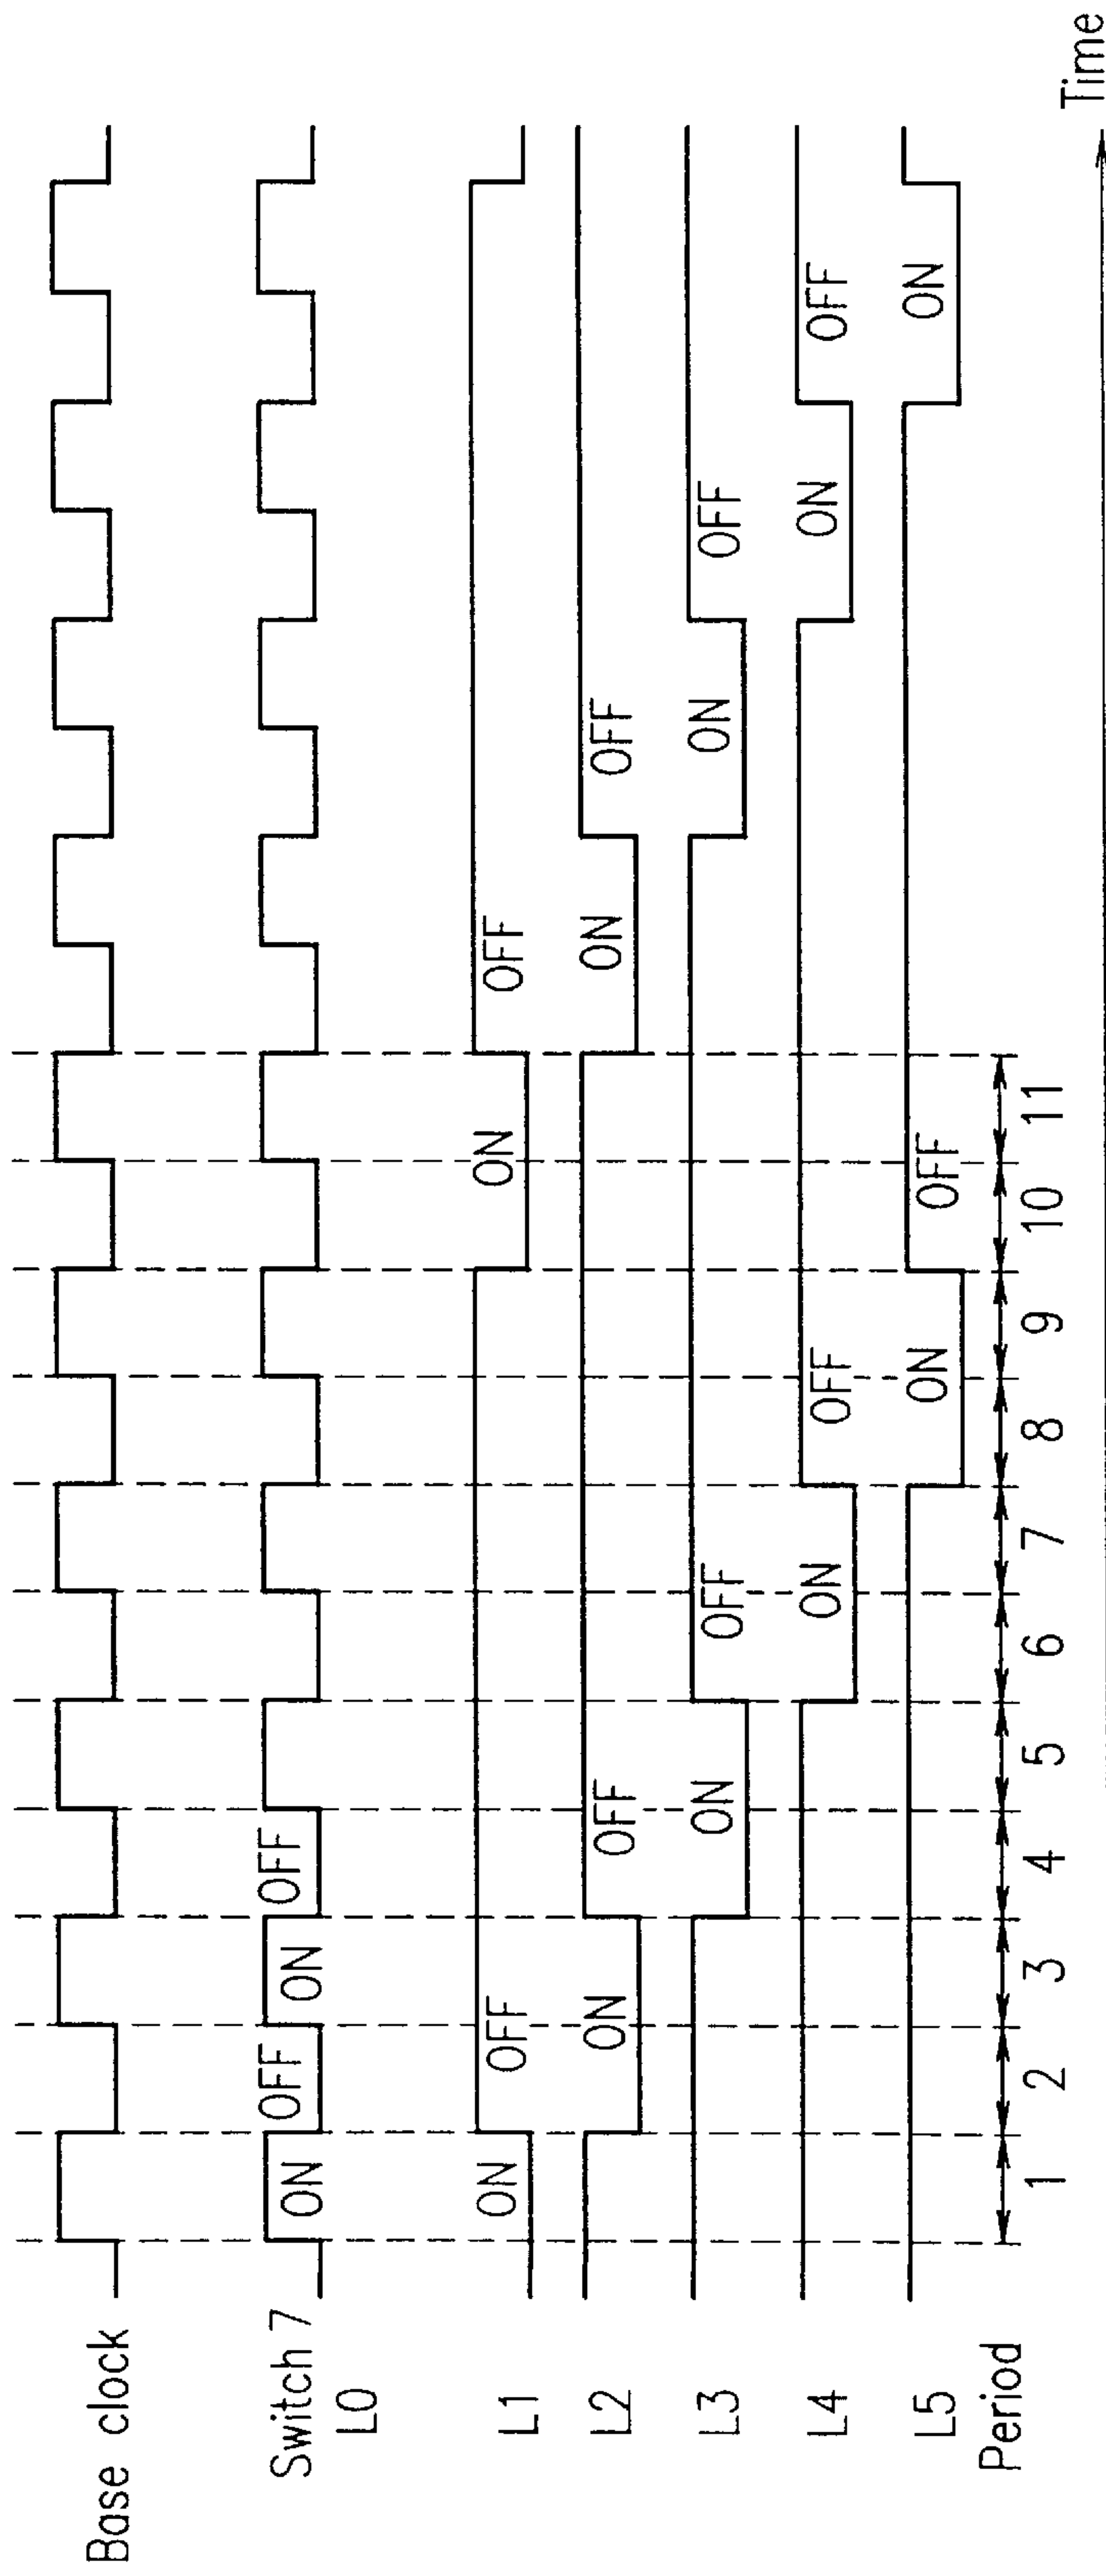 Base clock
Switch 7 ON OFF ON OFF
L0
L1 ON OFF ON OFF
L2 ON OFF ON OFF
L3 ON OFF ON OFF
L4 ON OFF ON OFF
L5 ON OFF ON
Period 1 2 3 4 5 6 7 8 9 10 11
Time